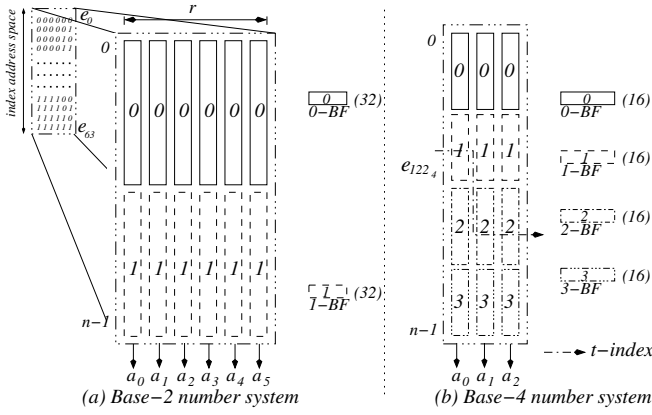 index address space
000000
000001
000010
000011
......
......
111100
111101
111110
111111
e0
e63
r
0
n−1
0 0 0 0 0 0
1 1 1 1 1 1
a0 a1 a2 a3 a4 a5
0 (32)
0−BF
1 (32)
1−BF
(a) Base−2 number system
0
e122 4
n−1
0 0 0
1 1 1
2 2 2
3 3 3
a0 a1 a2
0 (16)
0−BF
1 (16)
1−BF
2 (16)
2−BF
3 (16)
3−BF
t−index
(b) Base−4 number system